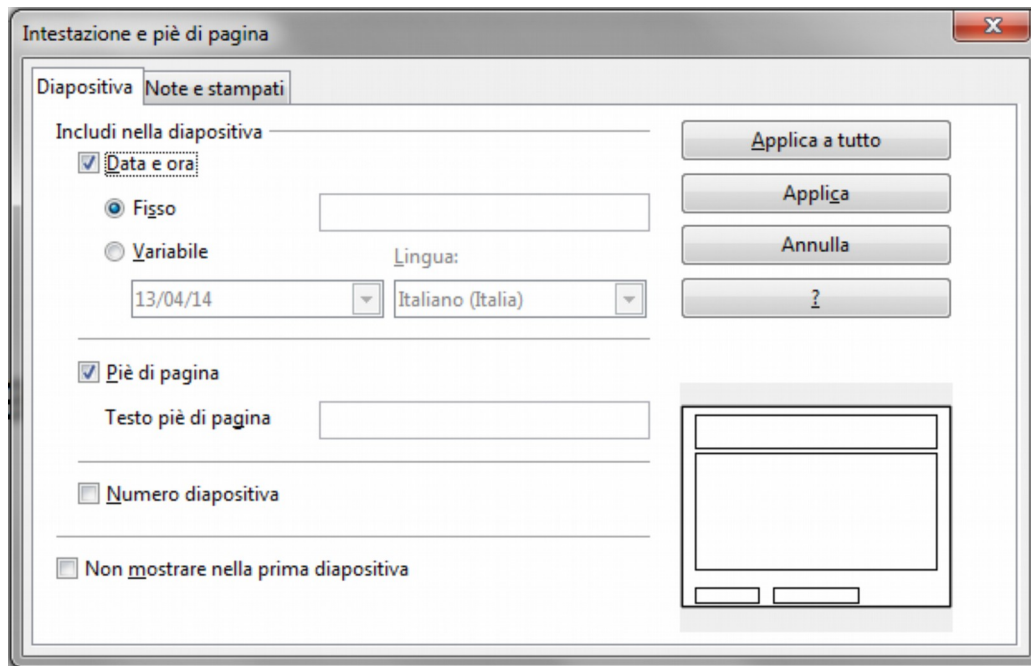 Intestazione e piè di pagina
Diapositiva Note e stampati
Includi nella diapositiva
Data e ora
Fisso
Variabile
Lingua:
13/04/14
Italiano (Italia)
Piè di pagina
Testo piè di pagina
Numero diapositiva
Non mostrare nella prima diapositiva
Applica a tutto
Applica
Annulla
?